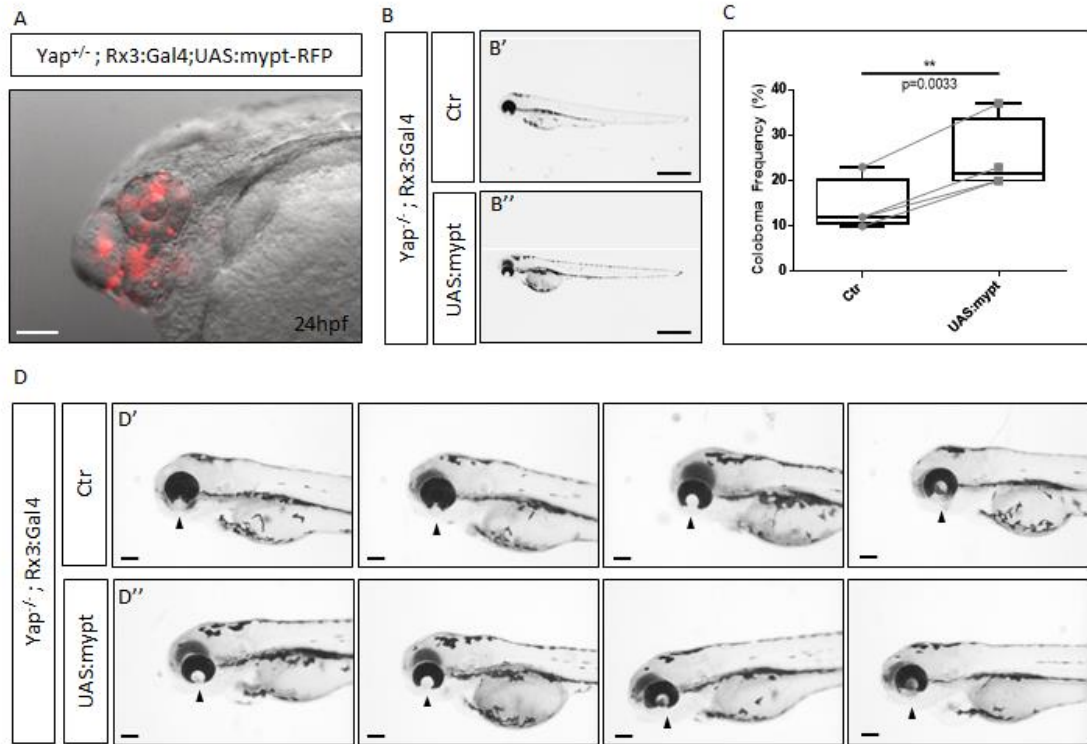 A
Yap+/- ; Rx3:Gal4;UAS:mypt-RFP
24hpf
B
Yap-/- ; Rx3:Gal4
Ctr
UAS:mypt
B'
B''
C
**
p=0.0033
Coloboma Frequency (%)
40
30
20
10
0
Ctr
UAS:mypt
D
Yap-/- ; Rx3:Gal4
Ctr
UAS:mypt
D'
D''